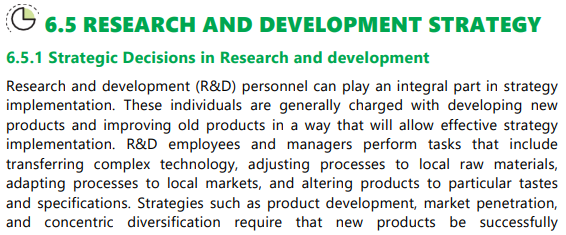 6.5 RESEARCH AND DEVELOPMENT STRATEGY
6.5.1 Strategic Decisions in Research and development
Research and development (R&D) personnel can play an integral part in strategy
implementation. These individuals are generally charged with developing new
products and improving old products in a way that will allow effective strategy
implementation. R&D employees and managers perform tasks that include
transferring complex technology, adjusting processes to local raw materials,
adapting processes to local markets, and altering products to particular tastes
and specifications. Strategies such as product development, market penetration,
and concentric diversification require that new products be successfully